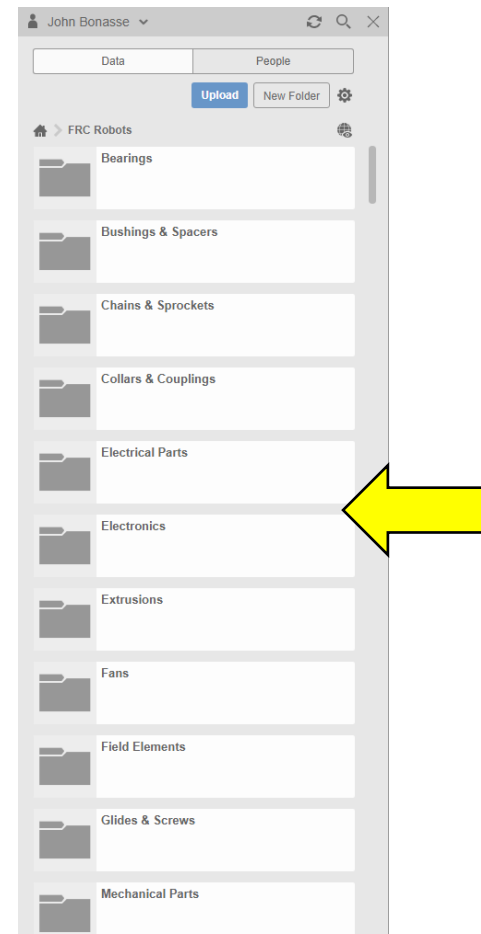 John Bonasse
Data People
Upload New Folder
FRC Robots
Bearings
Bushings & Spacers
Chains & Sprockets
Collars & Couplings
Electrical Parts
Electronics
Extrusions
Fans
Field Elements
Glides & Screws
Mechanical Parts